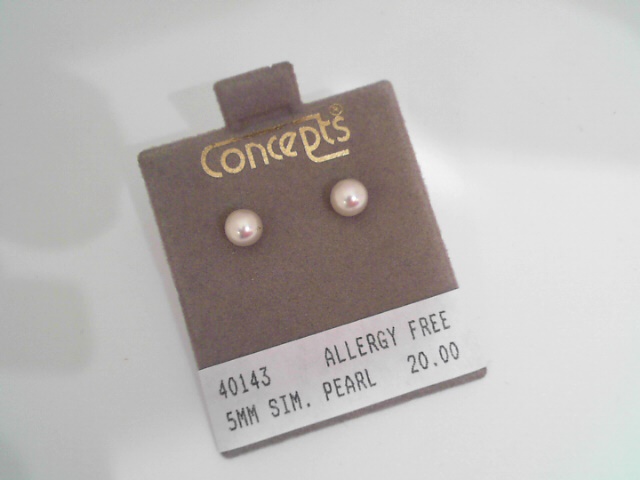 Concepts®
40143 ALLERGY FREE
5MM SIM. PEARL 20.00